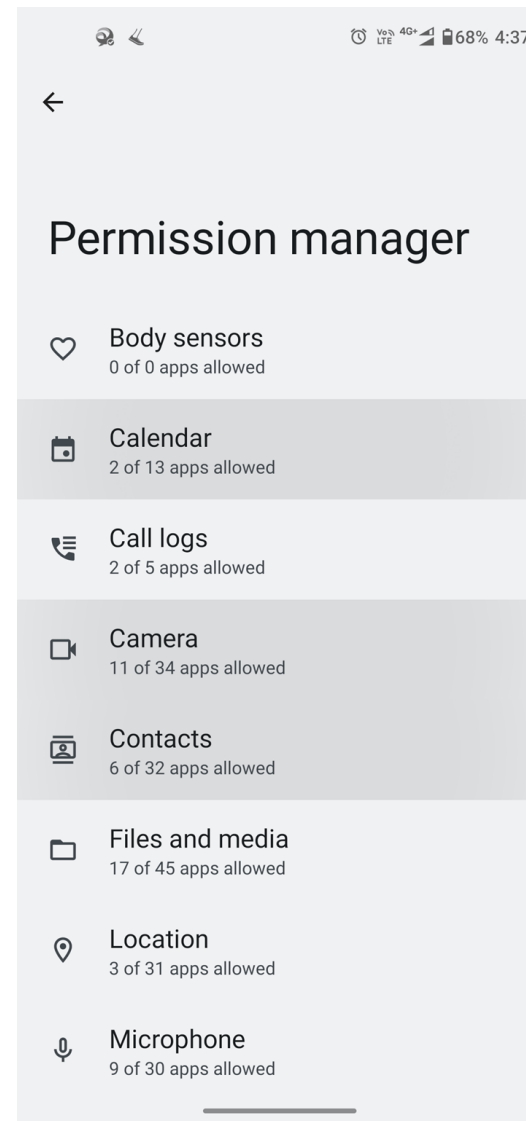 Vo LTE 4G+ 68% 4:37
Permission manager
Body sensors
0 of 0 apps allowed
Calendar
2 of 13 apps allowed
Call logs
2 of 5 apps allowed
Camera
11 of 34 apps allowed
Contacts
6 of 32 apps allowed
Files and media
17 of 45 apps allowed
Location
3 of 31 apps allowed
Microphone
9 of 30 apps allowed